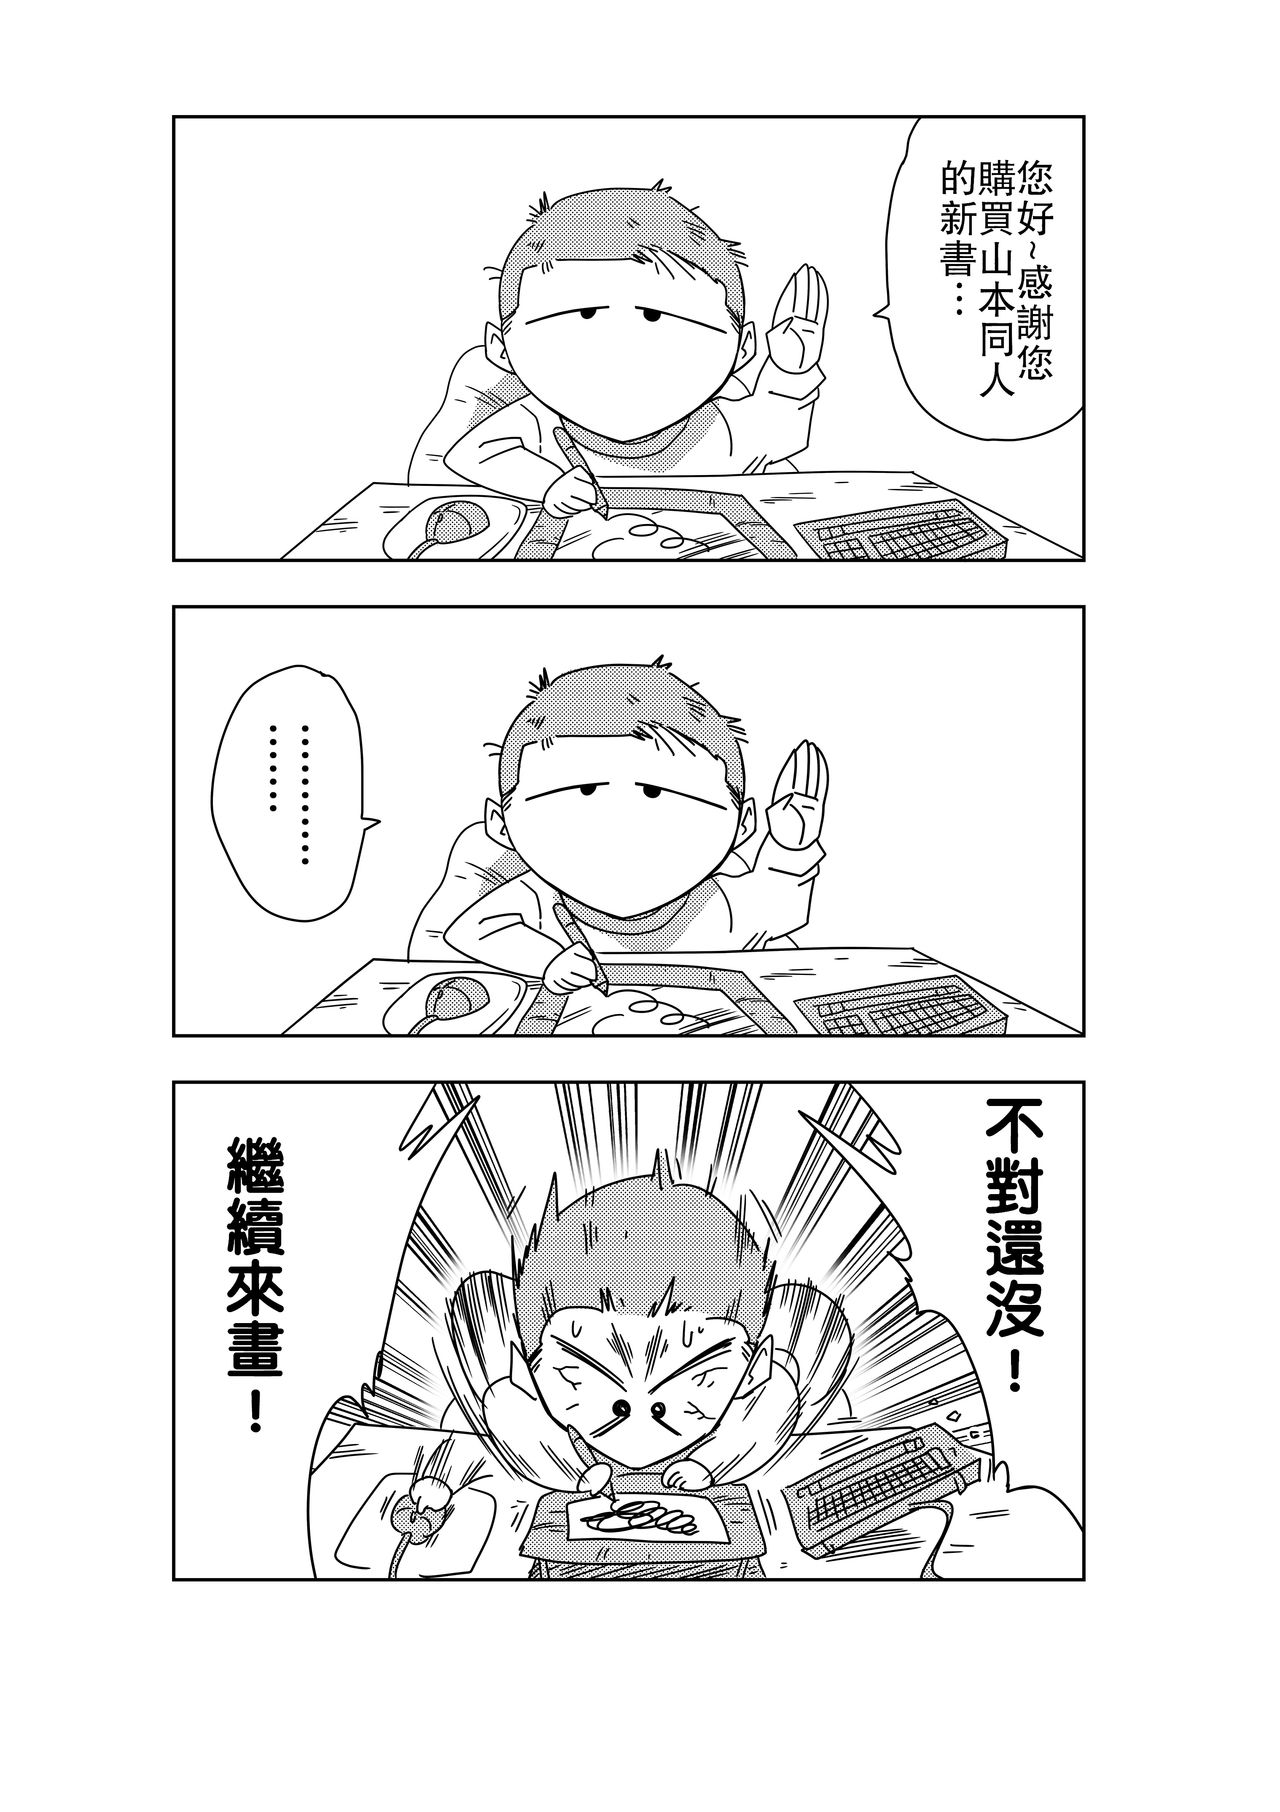 您好~感謝您
購買山本同人
的新書…
……………
………
不對還沒！
繼續來畫！